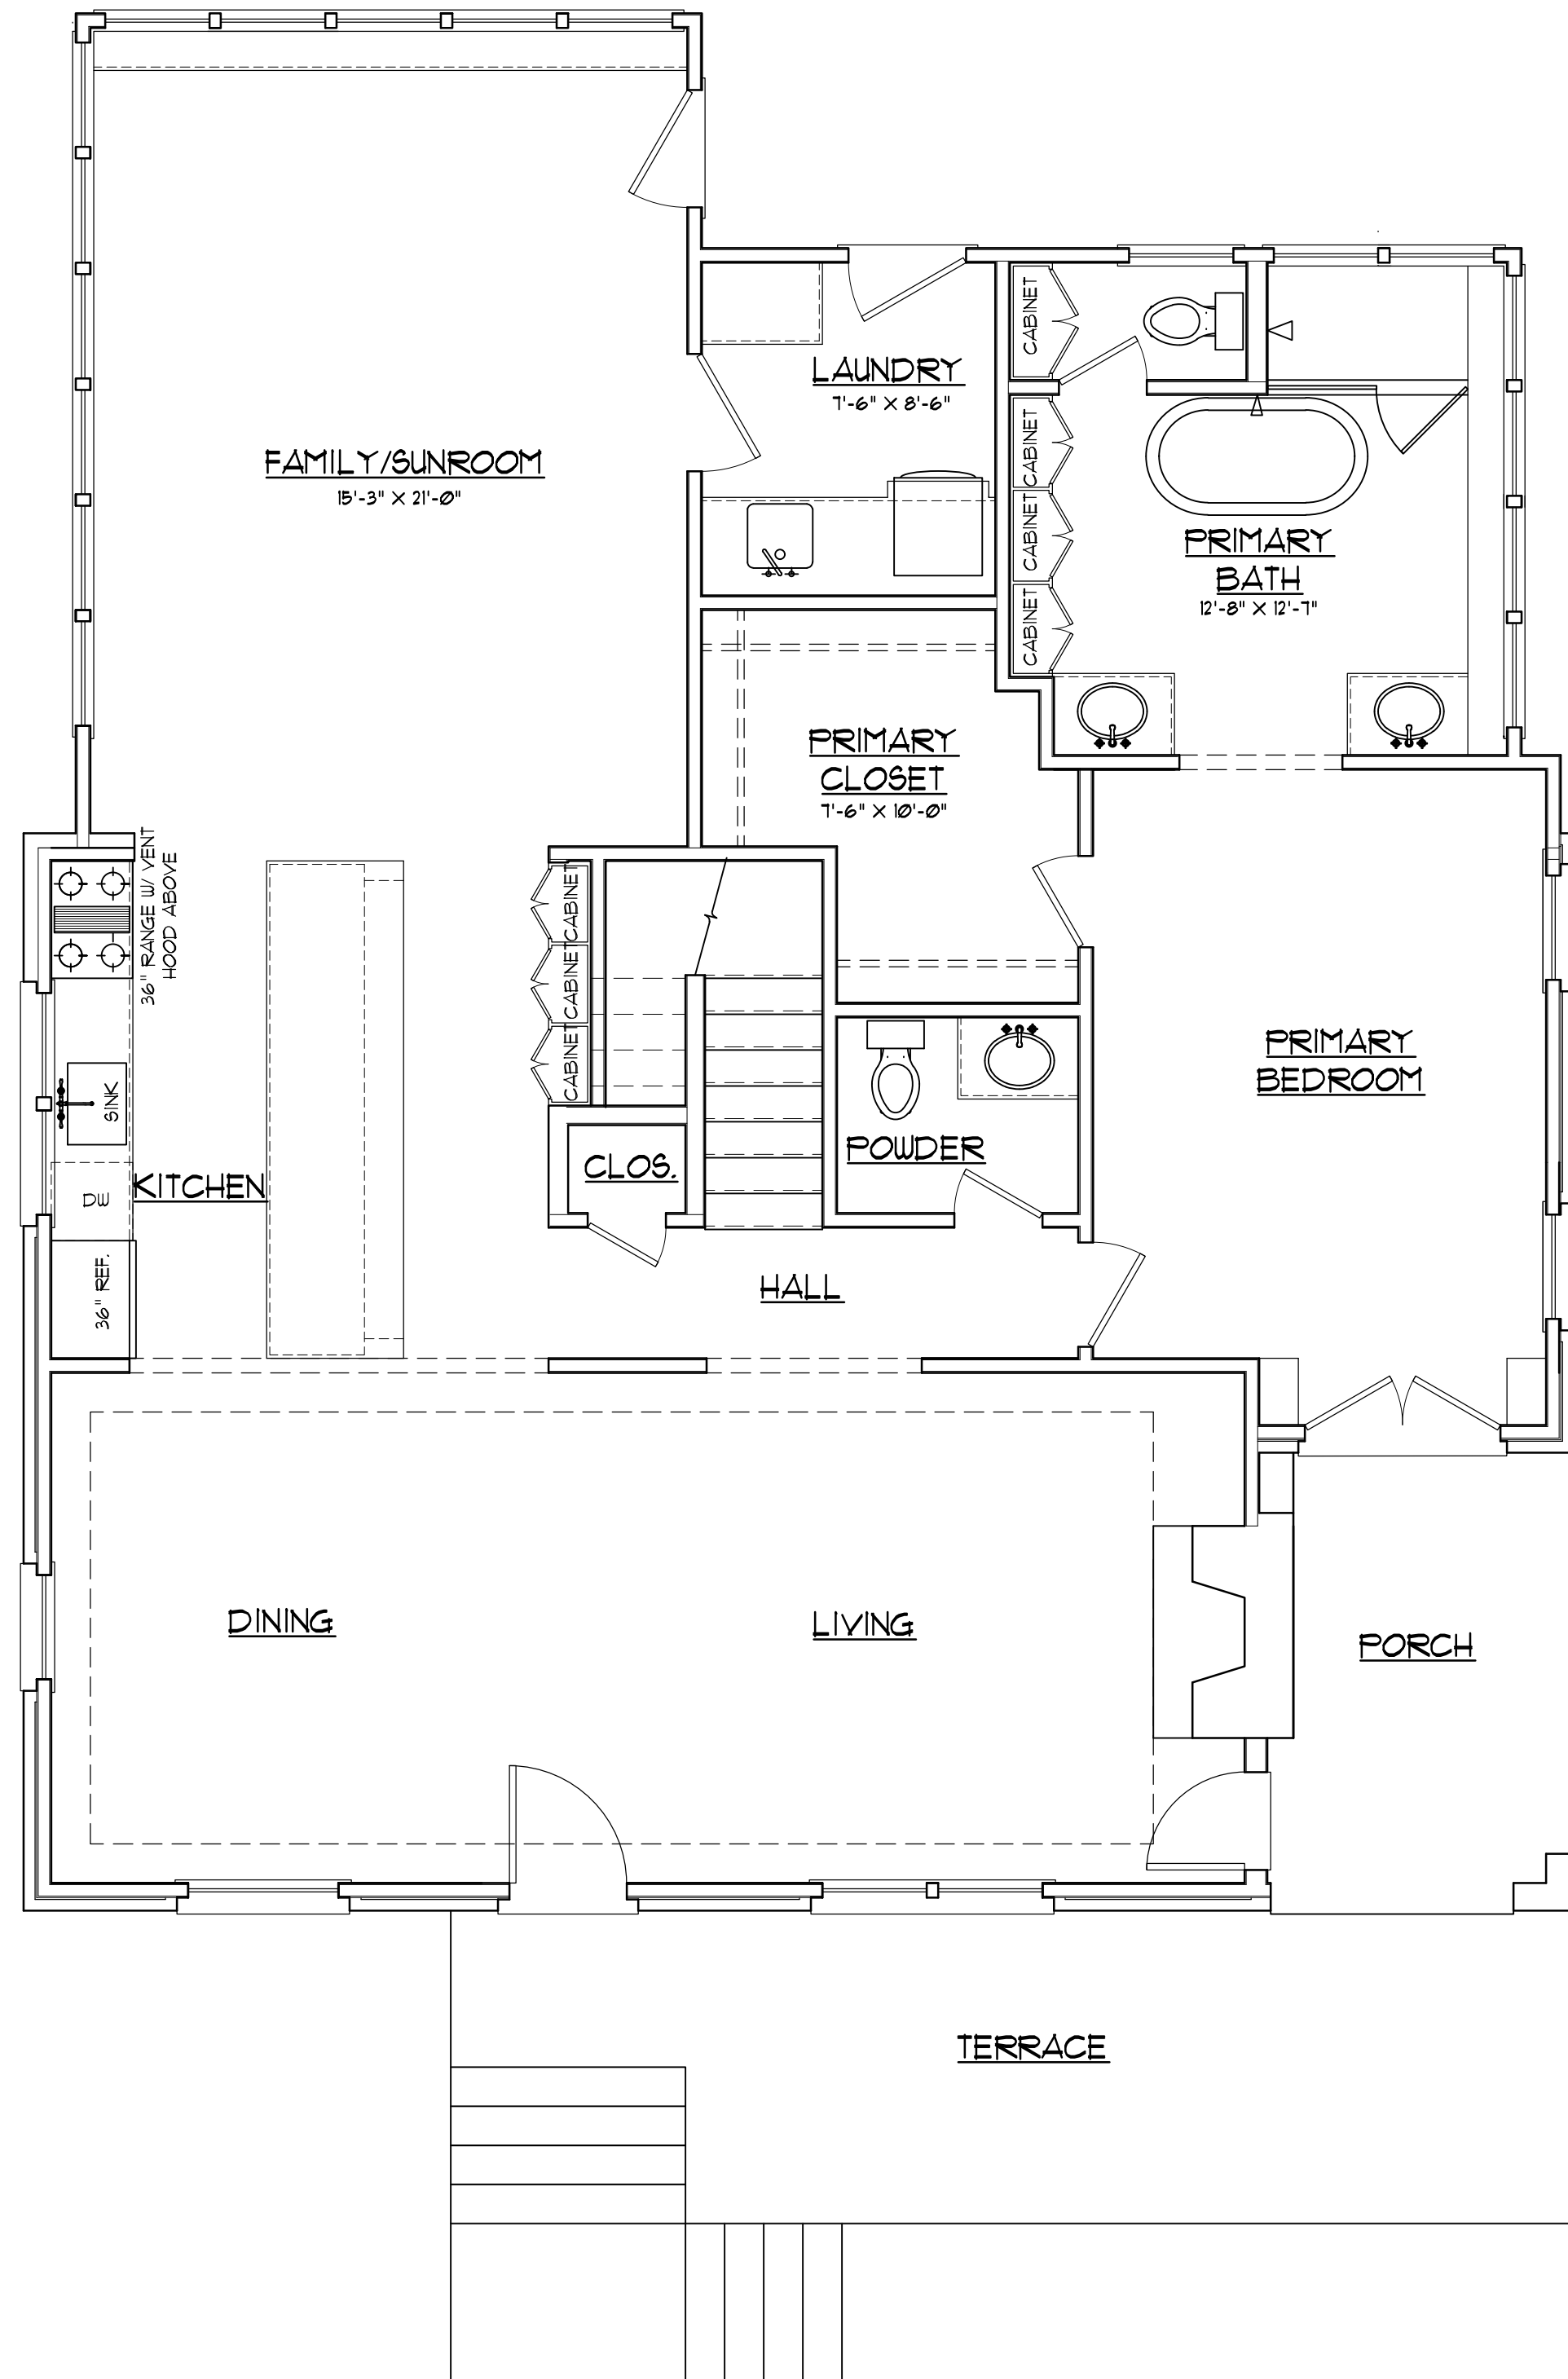 CABINET
LAUNDRY
7'-6" X 8'-6"
FAMILY/SUNROOM
15'-3" X 21'-0"
CABINET
CABINET
CABINET
PRIMARY
BATH
12'-8" X 12'-7"
PRIMARY
CLOSET
7'-6" X 10'-0"
36" RANGE W/ VENT
HOOD ABOVE
CABINET
CABINET
CABINET
PRIMARY
BEDROOM
SINK
POWDER
CLOS.
DW
KITCHEN
36" REF.
HALL
DINING
LIVING
PORCH
TERRACE